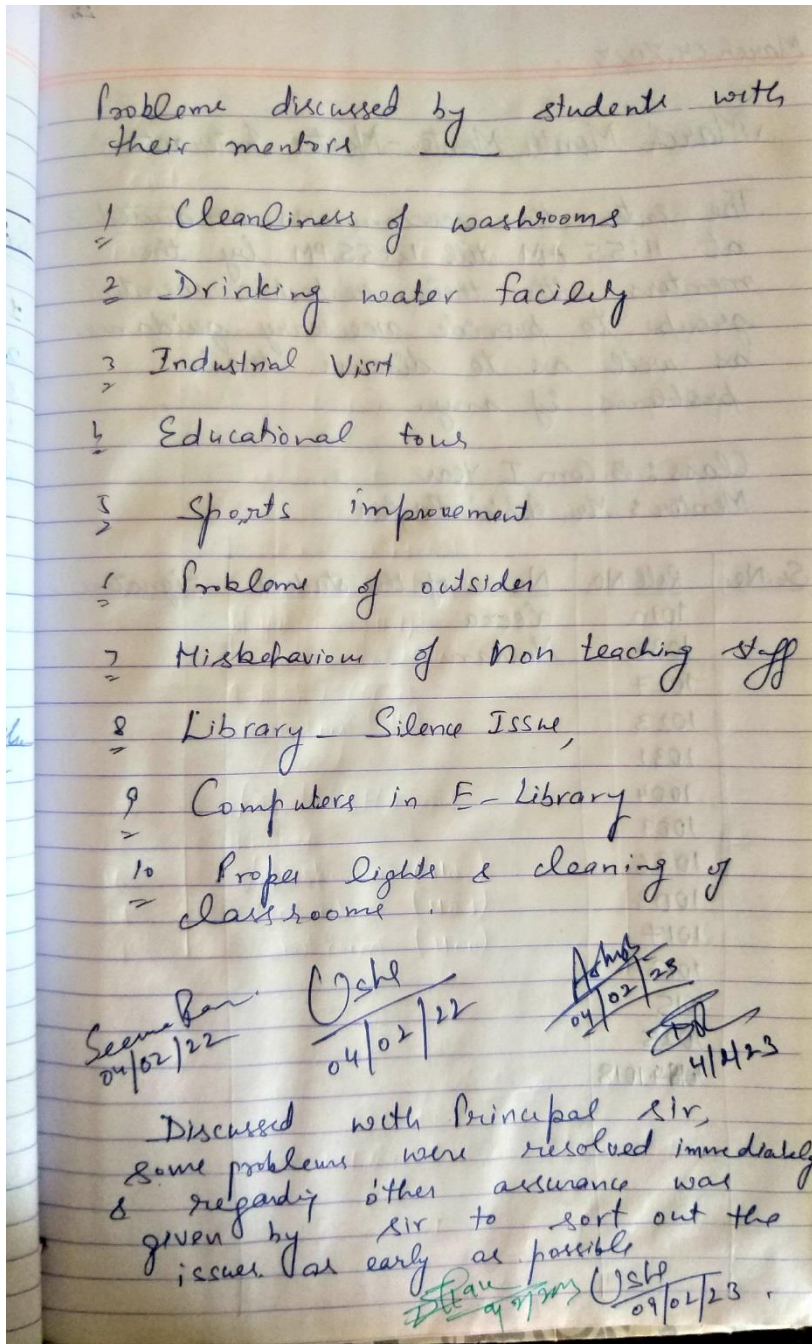 Problems discussed by students with
their mentors
1 Cleanliness of washrooms
2 Drinking water facility
3 Industrial Visit
4 Educational tour
5 Sports improvement
6 Problems of outsider
7 Misbehaviour of Non teaching staff
8 Library - Silence Issue,
9 Computers in E-Library
10 Proper lights & cleaning of
classrooms.
Seema
04/02/22
Usha
04/02/22
Ashok
04/02/23
4/2/23
Discussed with Principal Sir,
some problems were resolved immediately
& regarding other assurance was
given by sir to sort out the
issues as early as possible
Usha
09/02/23.